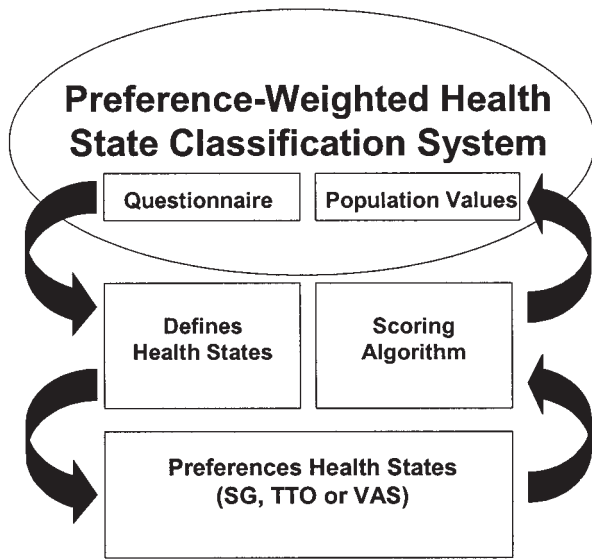 Preference-Weighted Health
State Classification System
Questionnaire
Population Values
Defines
Health States
Scoring
Algorithm
Preferences Health States
(SG, TTO or VAS)